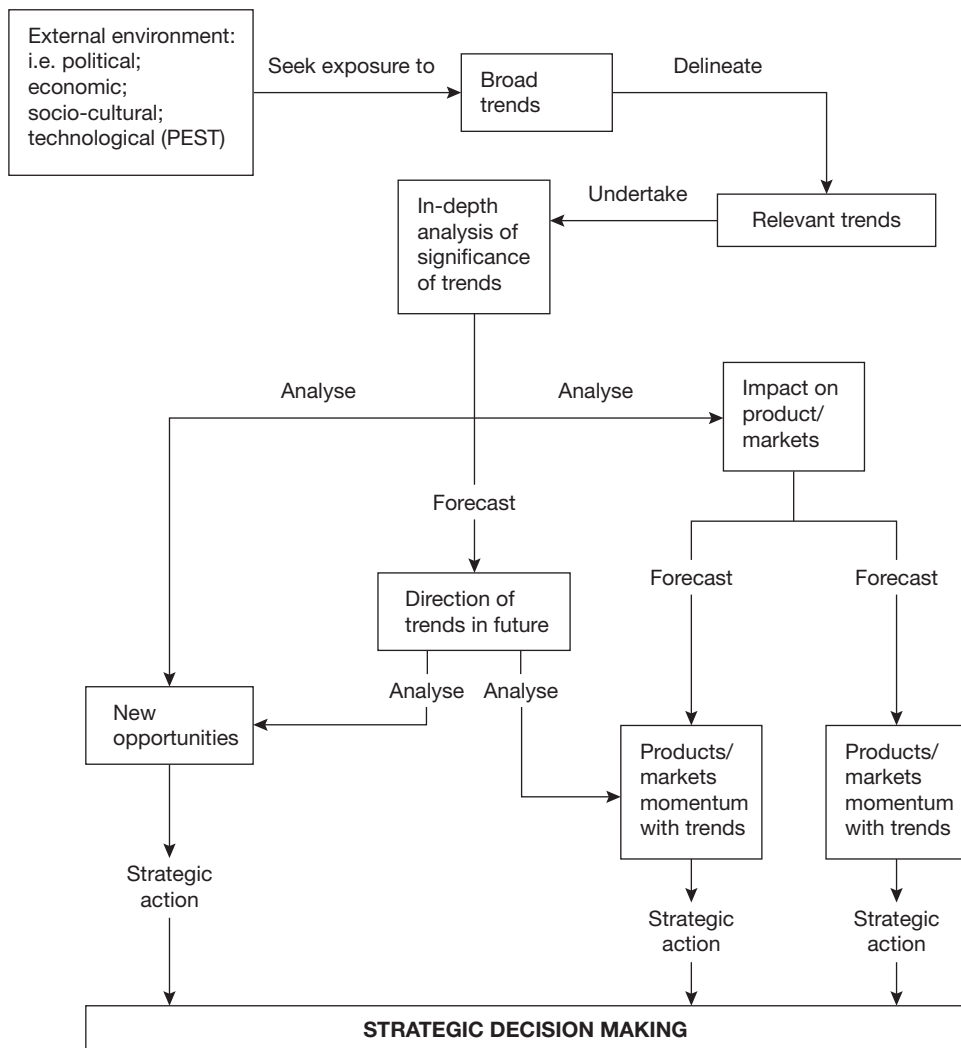 External environment:
i.e. political;
economic;
socio-cultural;
technological (PEST)
Seek exposure to
Broad
trends
Delineate
Relevant trends
Undertake
In-depth
analysis of
significance
of trends
Analyse
Analyse
Impact on
product/
markets
Forecast
Direction of
trends in future
Forecast
Forecast
Analyse
Analyse
New
opportunities
Products/
markets
momentum
with trends
Products/
markets
momentum
with trends
Strategic
action
Strategic
action
Strategic
action
STRATEGIC DECISION MAKING